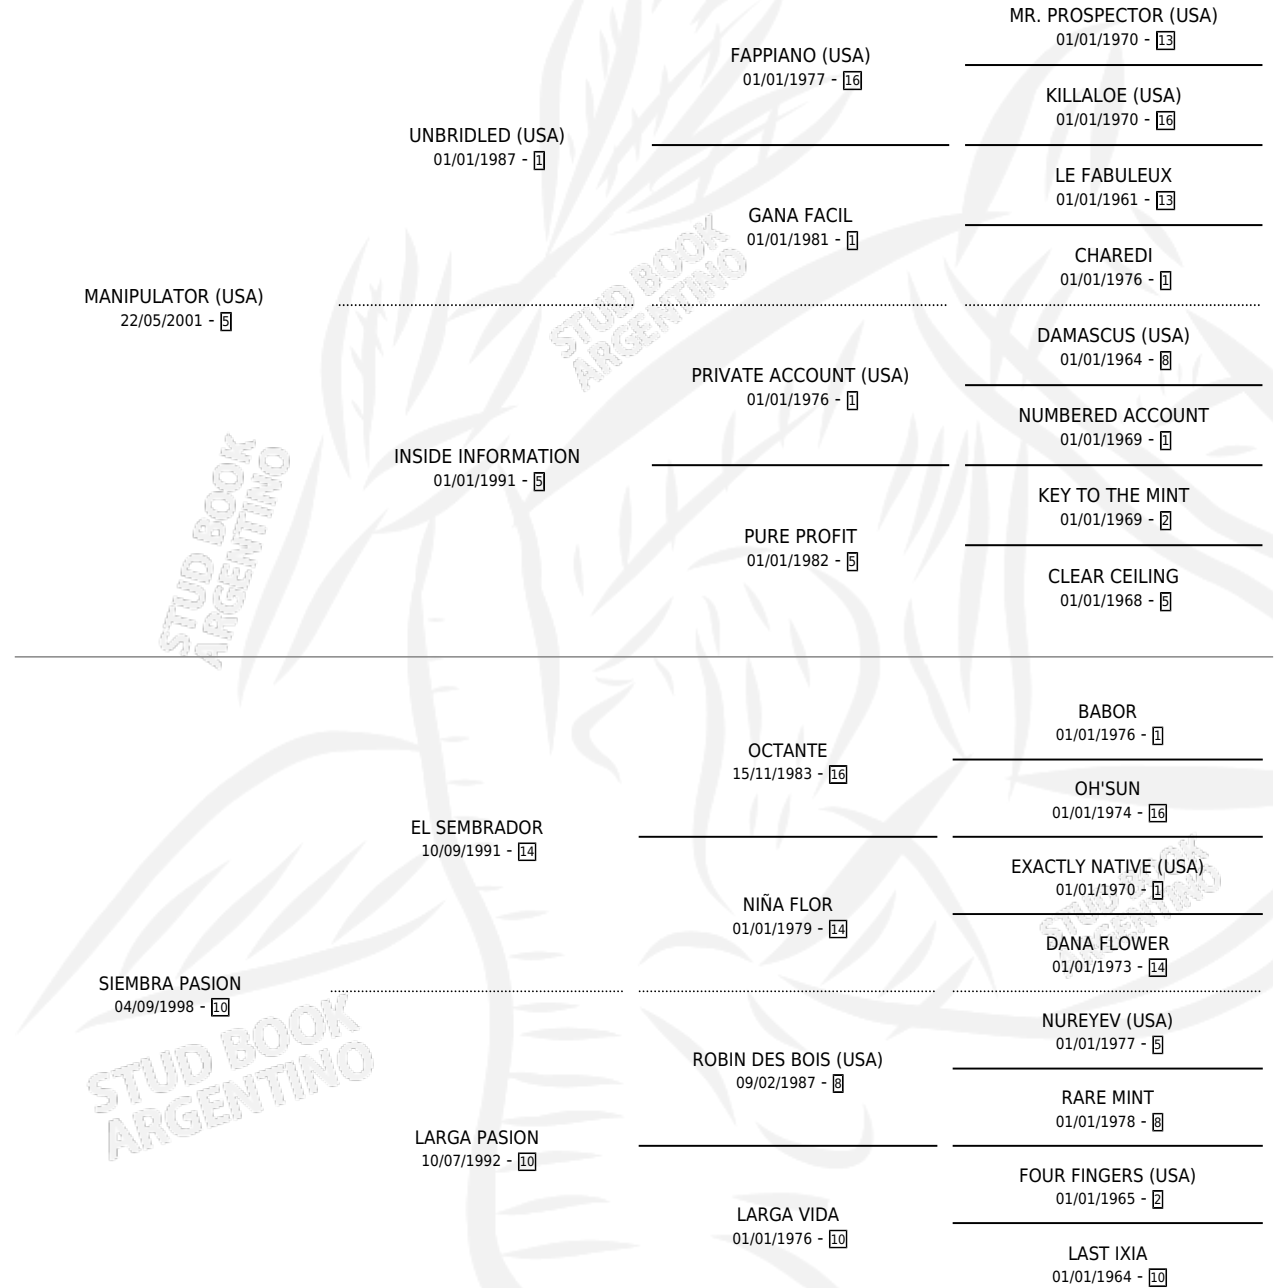 MR. PROSPECTOR (USA)
01/01/1970 - 13
FAPPIANO (USA)
01/01/1977 - 16
KILLALOE (USA)
01/01/1970 - 16
UNBRIDLED (USA)
01/01/1987 - 1
LE FABULEUX
01/01/1961 - 13
GANA FACIL
01/01/1981 - 1
CHAREDI
01/01/1976 - 1
MANIPULATOR (USA)
22/05/2001 - 5
DAMASCUS (USA)
01/01/1964 - 8
PRIVATE ACCOUNT (USA)
01/01/1976 - 1
NUMBERED ACCOUNT
01/01/1969 - 1
INSIDE INFORMATION
01/01/1991 - 5
KEY TO THE MINT
01/01/1969 - 2
PURE PROFIT
01/01/1982 - 5
CLEAR CEILING
01/01/1968 - 5
BABOR
01/01/1976 - 1
OCTANTE
15/11/1983 - 16
OH'SUN
01/01/1974 - 16
EL SEMBRADOR
10/09/1991 - 14
EXACTLY NATIVE (USA)
01/01/1970 - 1
NIÑA FLOR
01/01/1979 - 14
DANA FLOWER
01/01/1973 - 14
SIEMBRA PASION
04/09/1998 - 10
NUREYEV (USA)
01/01/1977 - 5
ROBIN DES BOIS (USA)
09/02/1987 - 8
RARE MINT
01/01/1978 - 8
LARGA PASION
10/07/1992 - 10
FOUR FINGERS (USA)
01/01/1965 - 2
LARGA VIDA
01/01/1976 - 10
LAST IXIA
01/01/1964 - 10
STUD BOOK
ARGENTINO
STUD BOOK
ARGENTINO
STUD BOOK
ARGENTINO
STUD BOOK
ARGENTINO